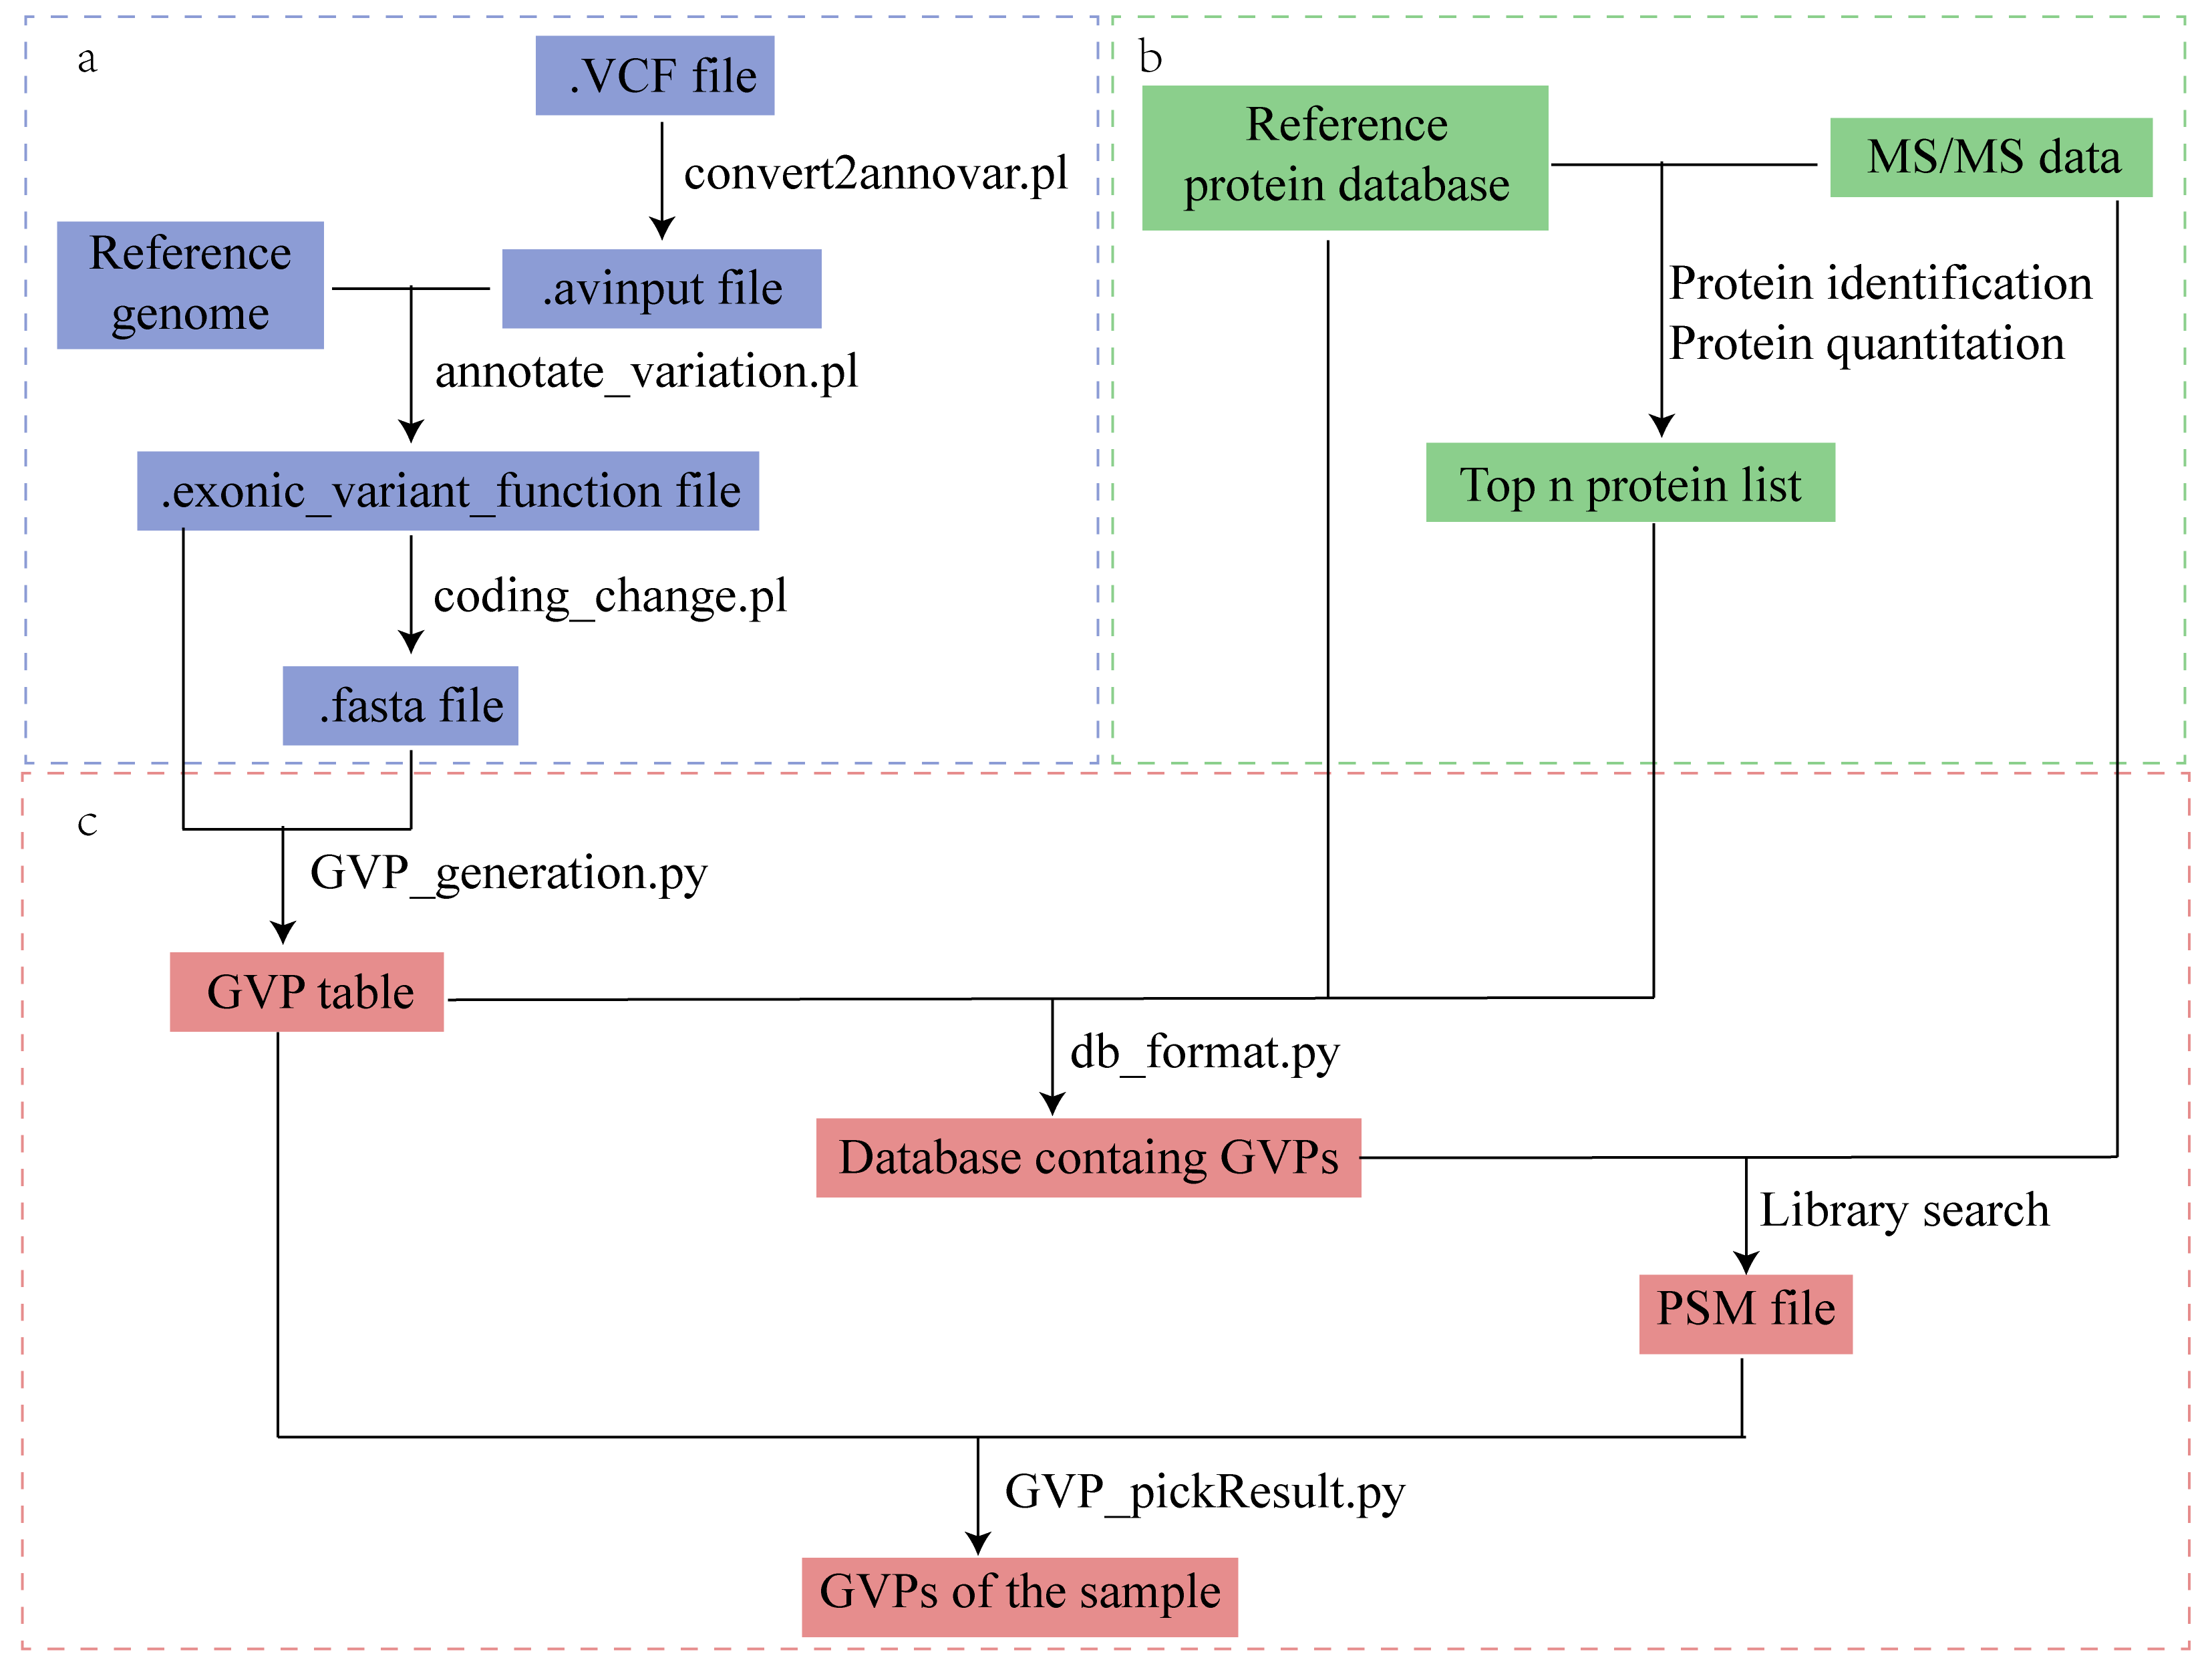 a
.VCF file
convert2annovar.pl
Reference
genome
.avinput file
annotate_variation.pl
.exonic_variant_function file
coding_change.pl
.fasta file
b
Reference
protein database
MS/MS data
Protein identification
Protein quantitation
Top n protein list
c
GVP_generation.py
GVP table
db_format.py
Database containg GVPs
Library search
PSM file
GVP_pickResult.py
GVPs of the sample